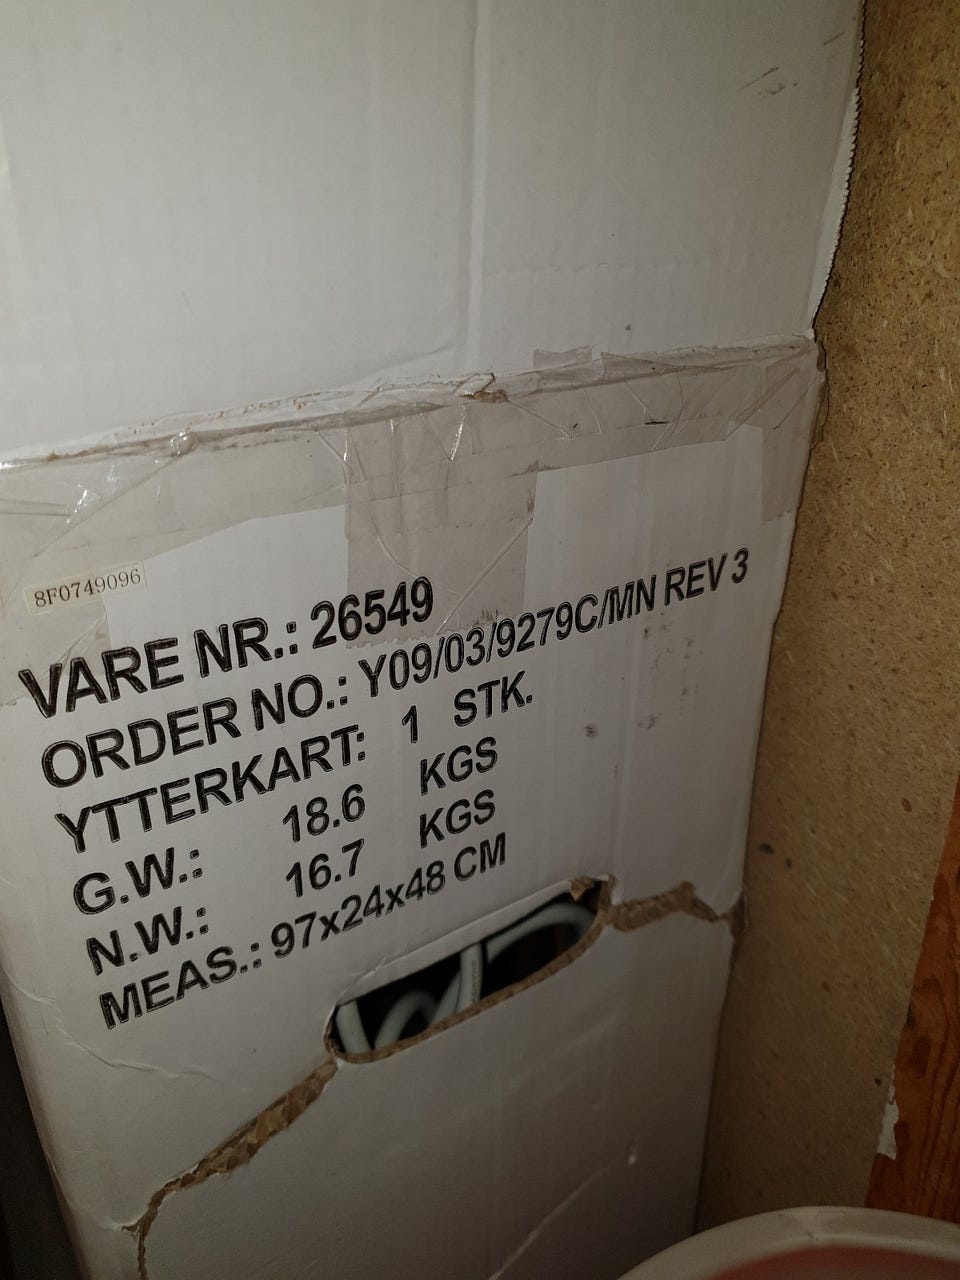 8F0749096
VARE NR.: 26549
ORDER NO.: Y09/03/9279C/MN REV 3
YTTERKART: 1 STK.
G.W.: 18.6 KGS
N.W.: 16.7 KGS
MEAS.: 97x24x48 CM